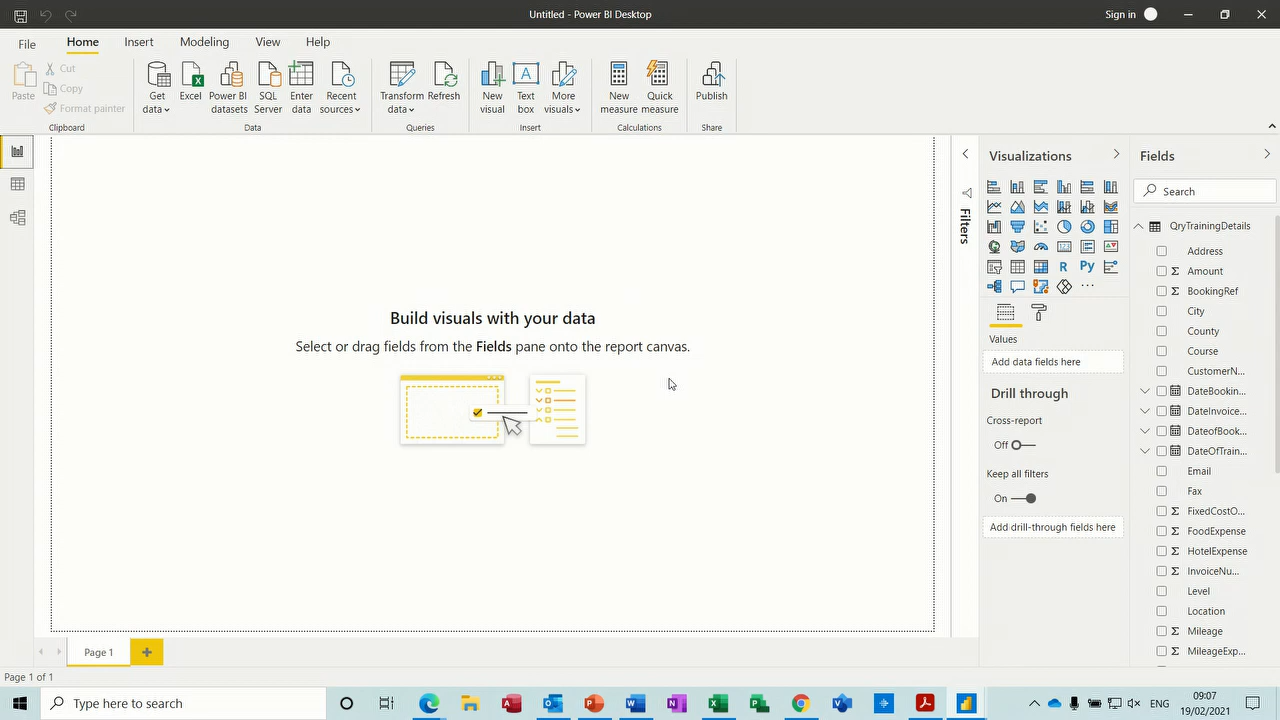 Untitled - Power BI Desktop
Sign in
File
Home
Insert
Modeling
View
Help
Paste
Cut
Copy
Format painter
Clipboard
Get data
Excel
Power BI datasets
SQL Server
Enter data
Recent sources
Data
Transform data
Refresh
Queries
New visual
Text box
More visuals
Insert
New measure
Quick measure
Calculations
Publish
Share
Build visuals with your data
Select or drag fields from the Fields pane onto the report canvas.
Filters
Visualizations
R
Py
Values
Add data fields here
Drill through
Cross-report
Off
Keep all filters
On
Add drill-through fields here
Fields
Search
QryTrainingDetails
Address
Amount
BookingRef
City
County
Course
CustomerN...
DateBookin...
DateInvoice...
DateofBook...
DateOfTrain...
Email
Fax
FixedCostO...
FoodExpense
HotelExpense
InvoiceNu...
Level
Location
Mileage
MileageExp...
Page 1
Page 1 of 1
Type here to search
ENG
09:07
19/02/2021